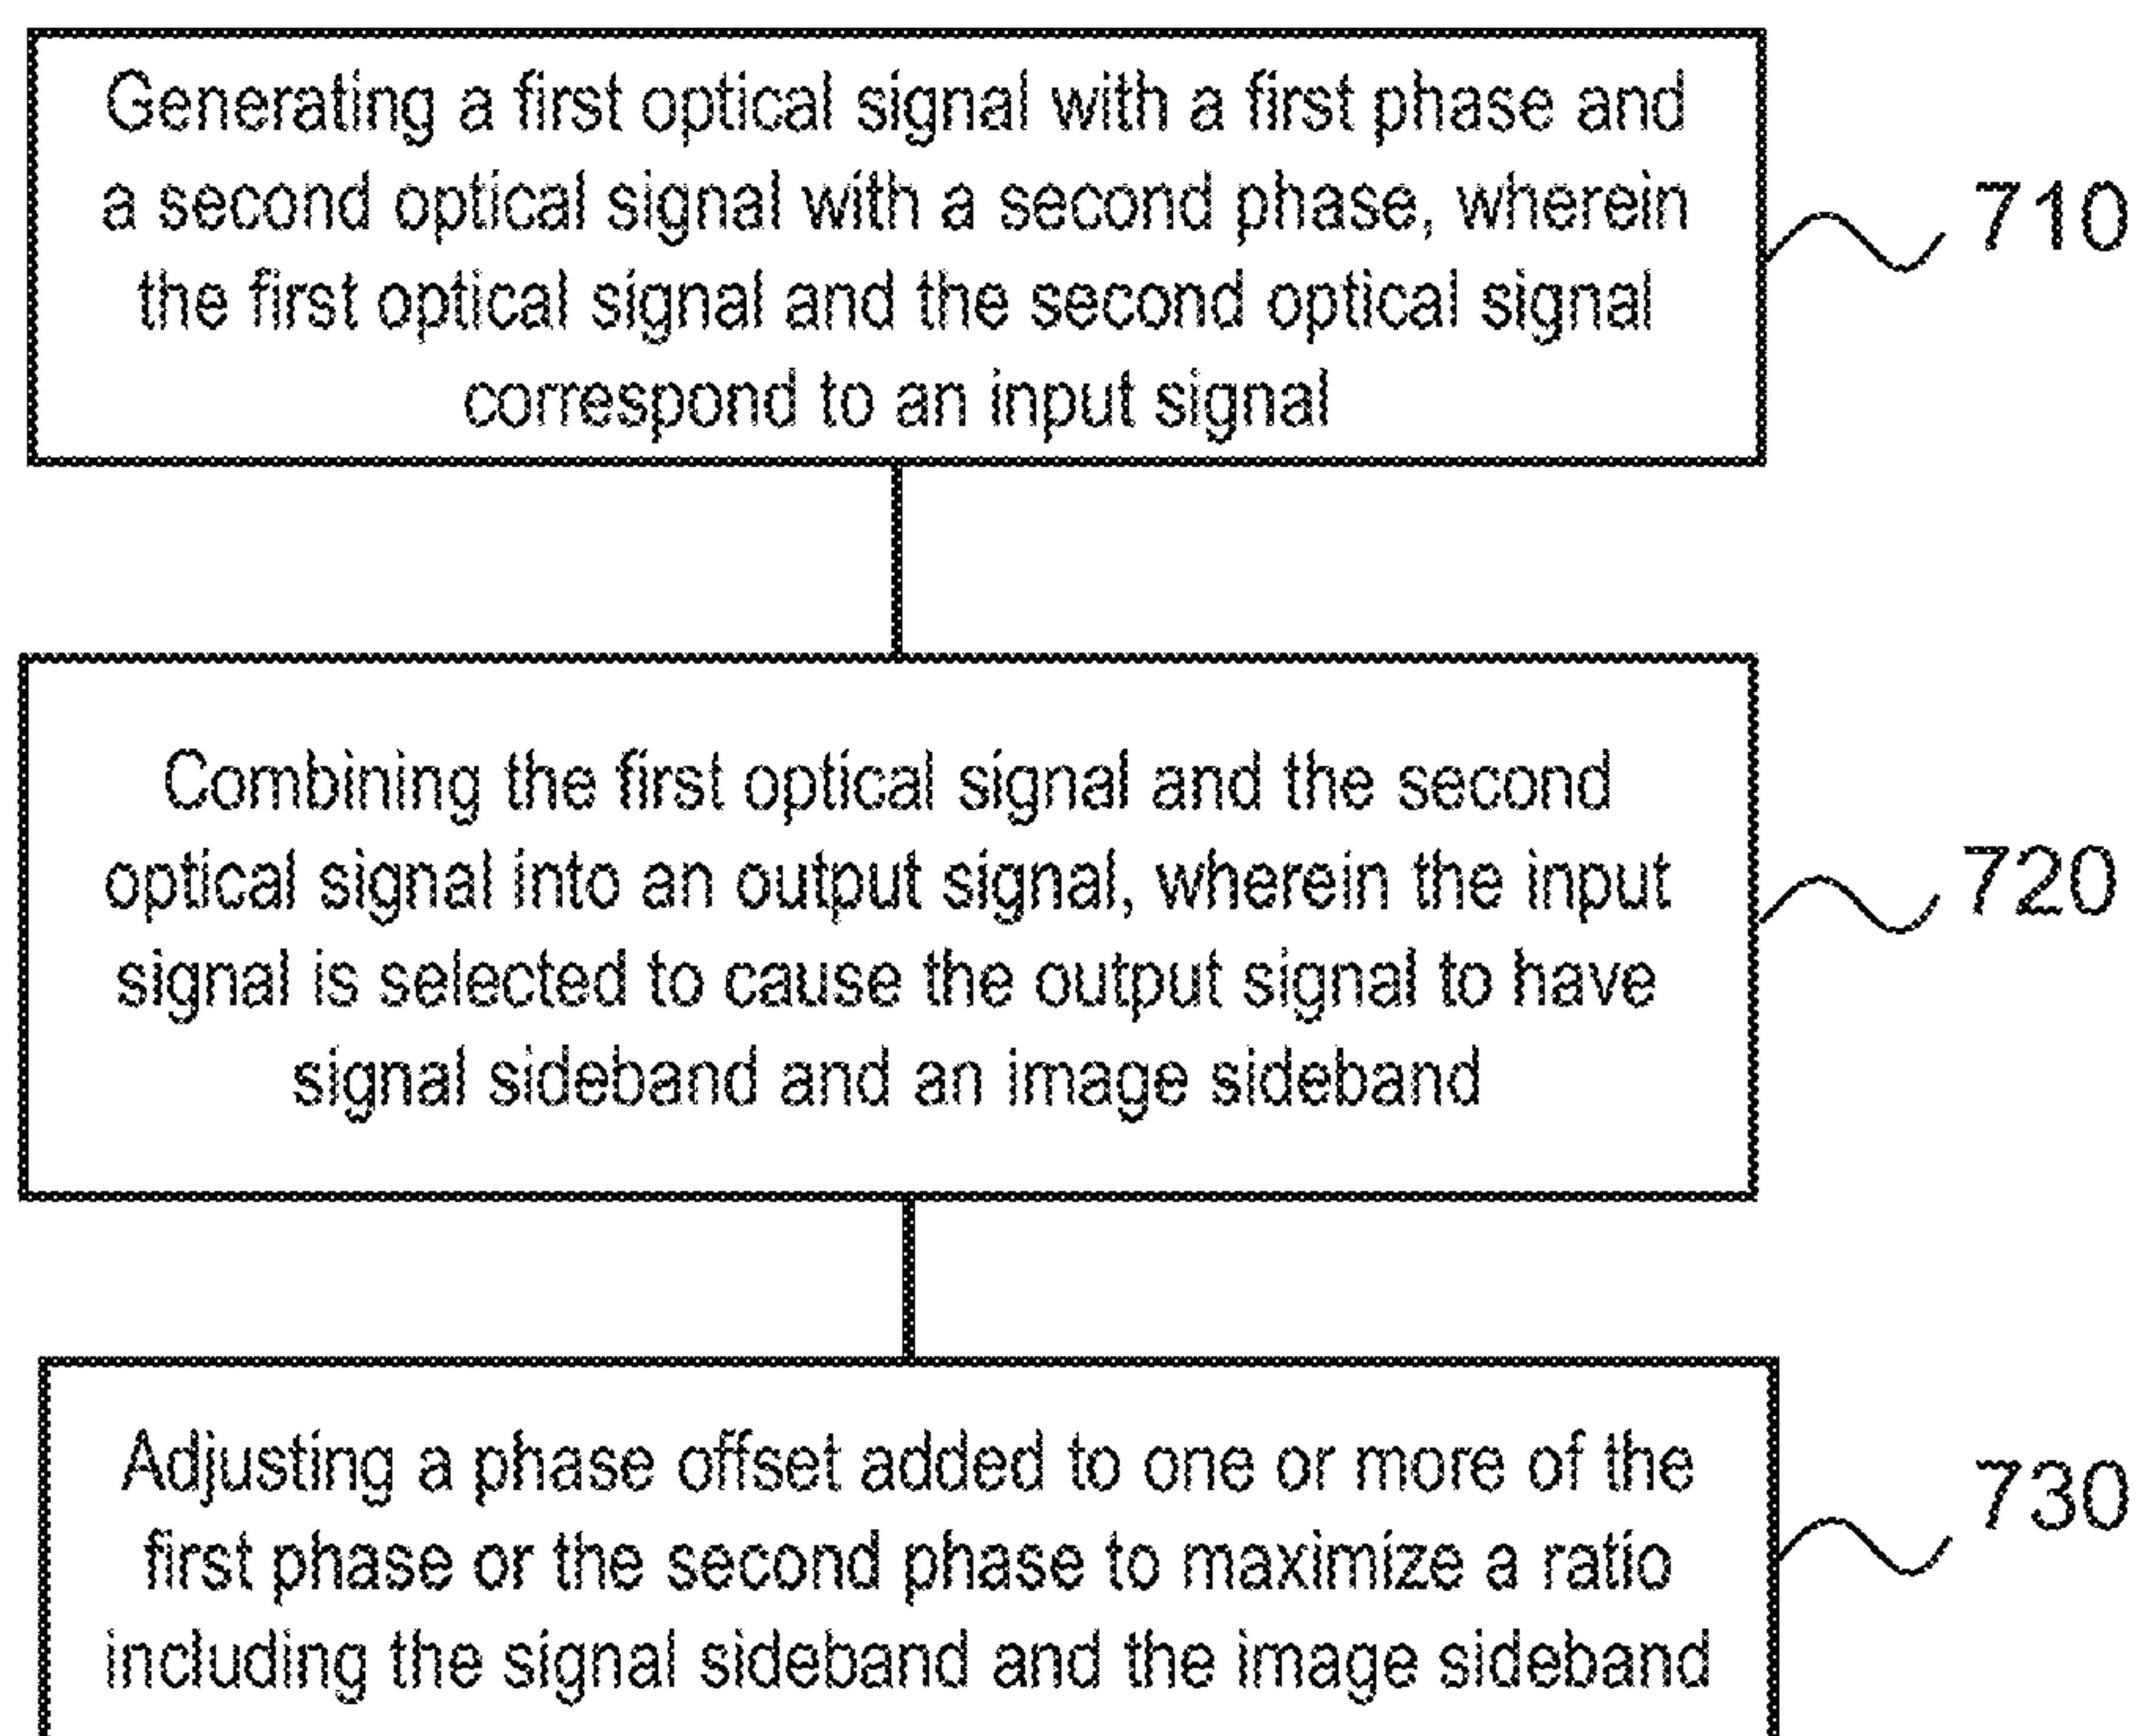 Generating a first optical signal with a first phase and
a second optical signal with a second phase, wherein
the first optical signal and the second optical signal
correspond to an input signal
710
Combining the first optical signal and the second
optical signal into an output signal, wherein the input
signal is selected to cause the output signal to have
signal sideband and an image sideband
720
Adjusting a phase offset added to one or more of the
first phase or the second phase to maximize a ratio
including the signal sideband and the image sideband
730